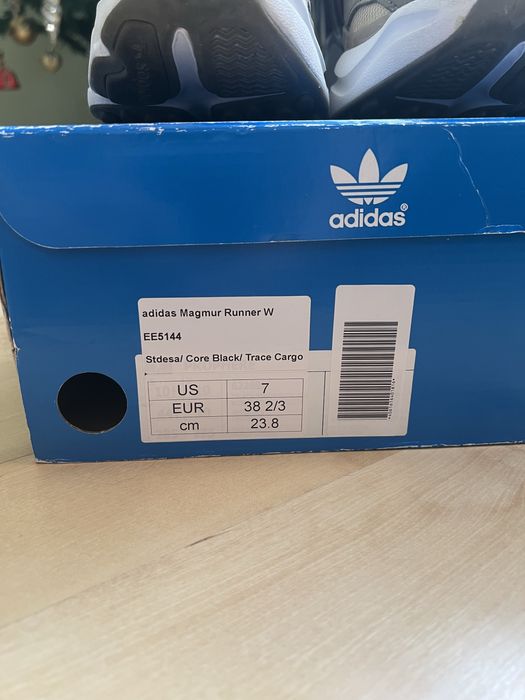 adidas®
adidas Magmur Runner W
EE5144
Stdesa/ Core Black/ Trace Cargo
US 7
EUR 38 2/3
cm 23.8